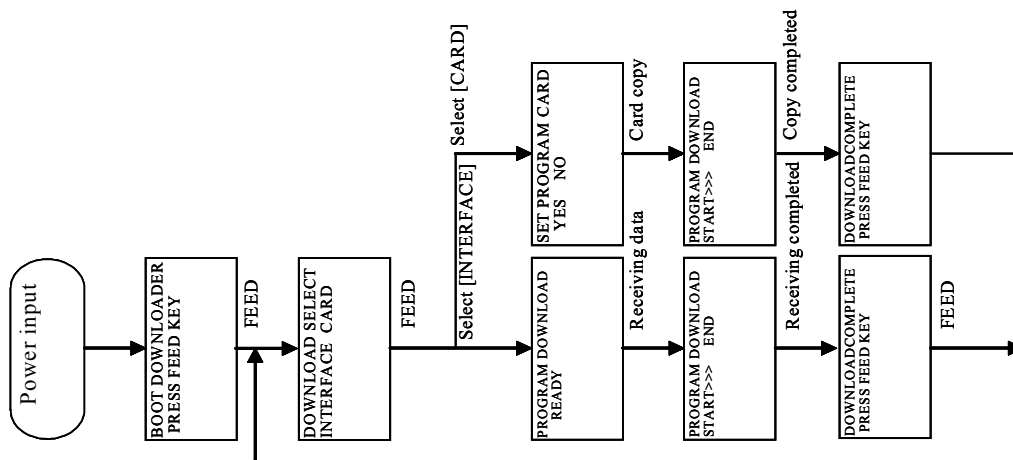 Power input
BOOT DOWNLOADER
PRESS FEED KEY
FEED
DOWNLOAD SELECT
INTERFACE CARD
FEED
Select [INTERFACE]
Select [CARD]
PROGRAM DOWNLOAD
READY
Receiving data
PROGRAM DOWNLOAD
START>>> END
Receiving completed
DOWNLOADCOMPLETE
PRESS FEED KEY
FEED
SET PROGRAM CARD
YES NO
Card copy
PROGRAM DOWNLOAD
START>>> END
Copy completed
DOWNLOADCOMPLETE
PRESS FEED KEY